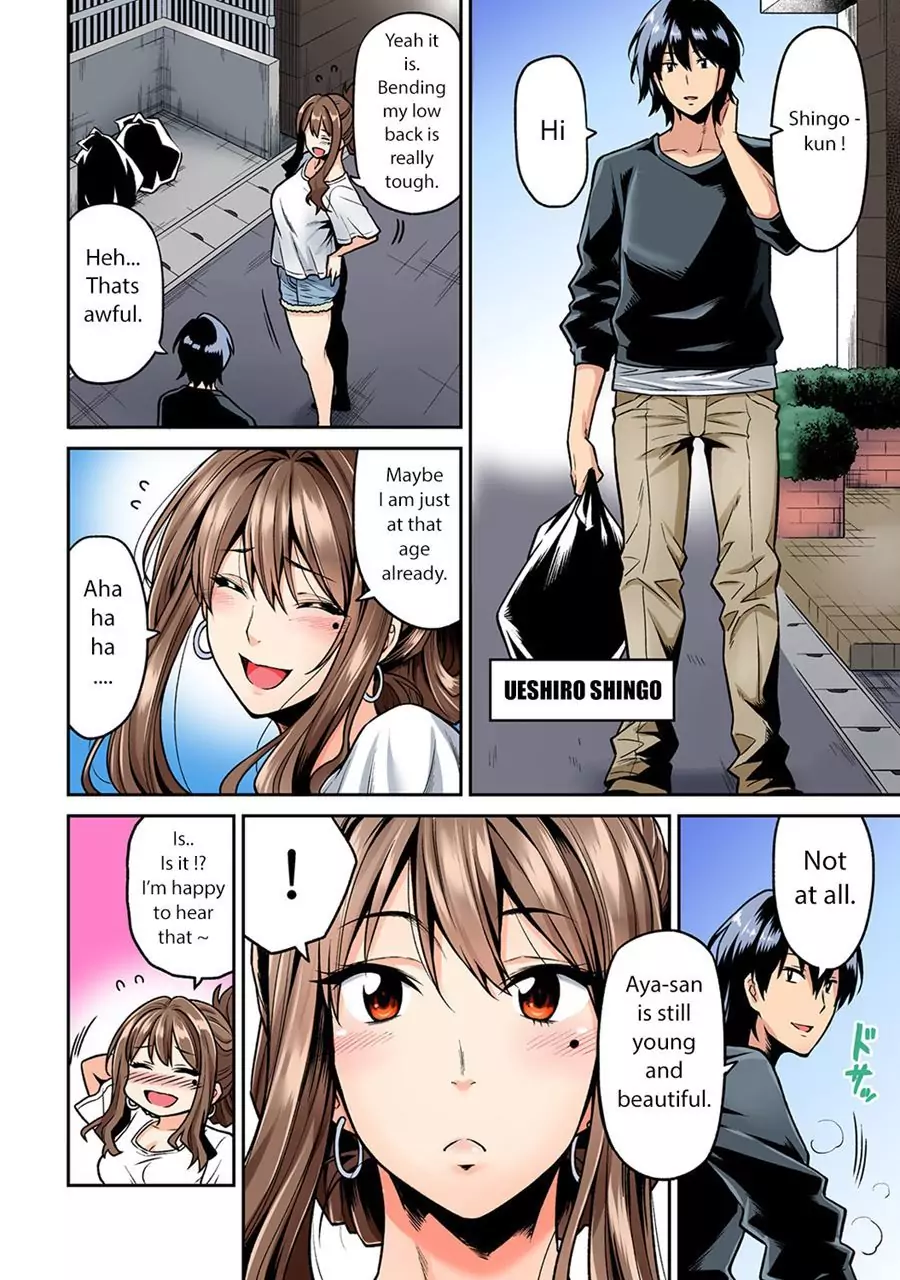 Shingo -
kun !
Hi
UESHIRO SHINGO
Yeah it
is.
Bending
my low
back is
really
tough.
Heh...
Thats
awful.
Maybe
I am just
at that
age
already.
Aha
ha
ha
....
Not
at all.
ドサッ
Aya-san
is still
young
and
beautiful.
!
Is..
Is it !?
I'm happy
to hear
that ~